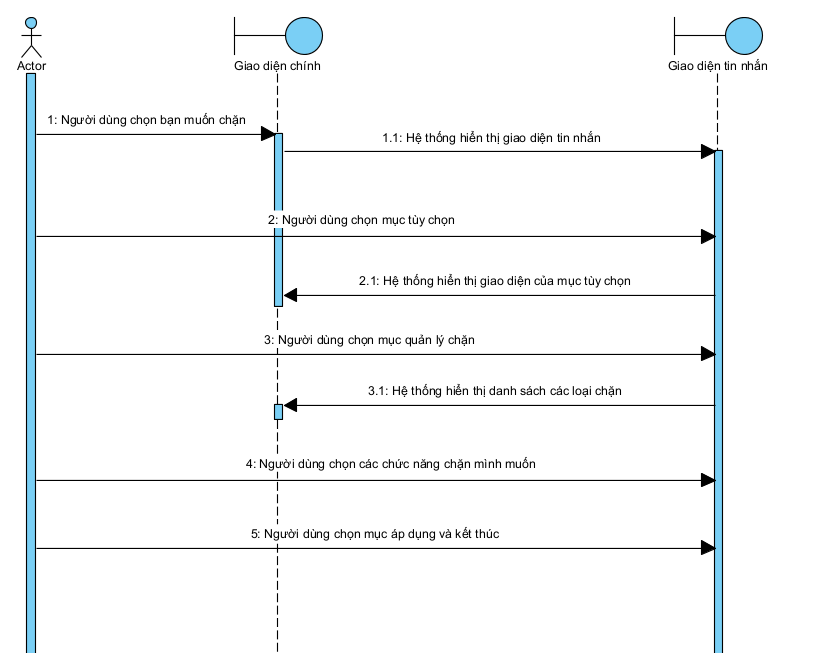 Actor
Giao diện chính
Giao diện tin nhắn
1: Người dùng chọn bạn muốn chặn
1.1: Hệ thống hiển thị giao diện tin nhắn
2: Người dùng chọn mục tùy chọn
2.1: Hệ thống hiển thị giao diện của mục tùy chọn
3: Người dùng chọn mục quản lý chặn
3.1: Hệ thống hiển thị danh sách các loại chặn
4: Người dùng chọn các chức năng chặn mình muốn
5: Người dùng chọn mục áp dụng và kết thúc